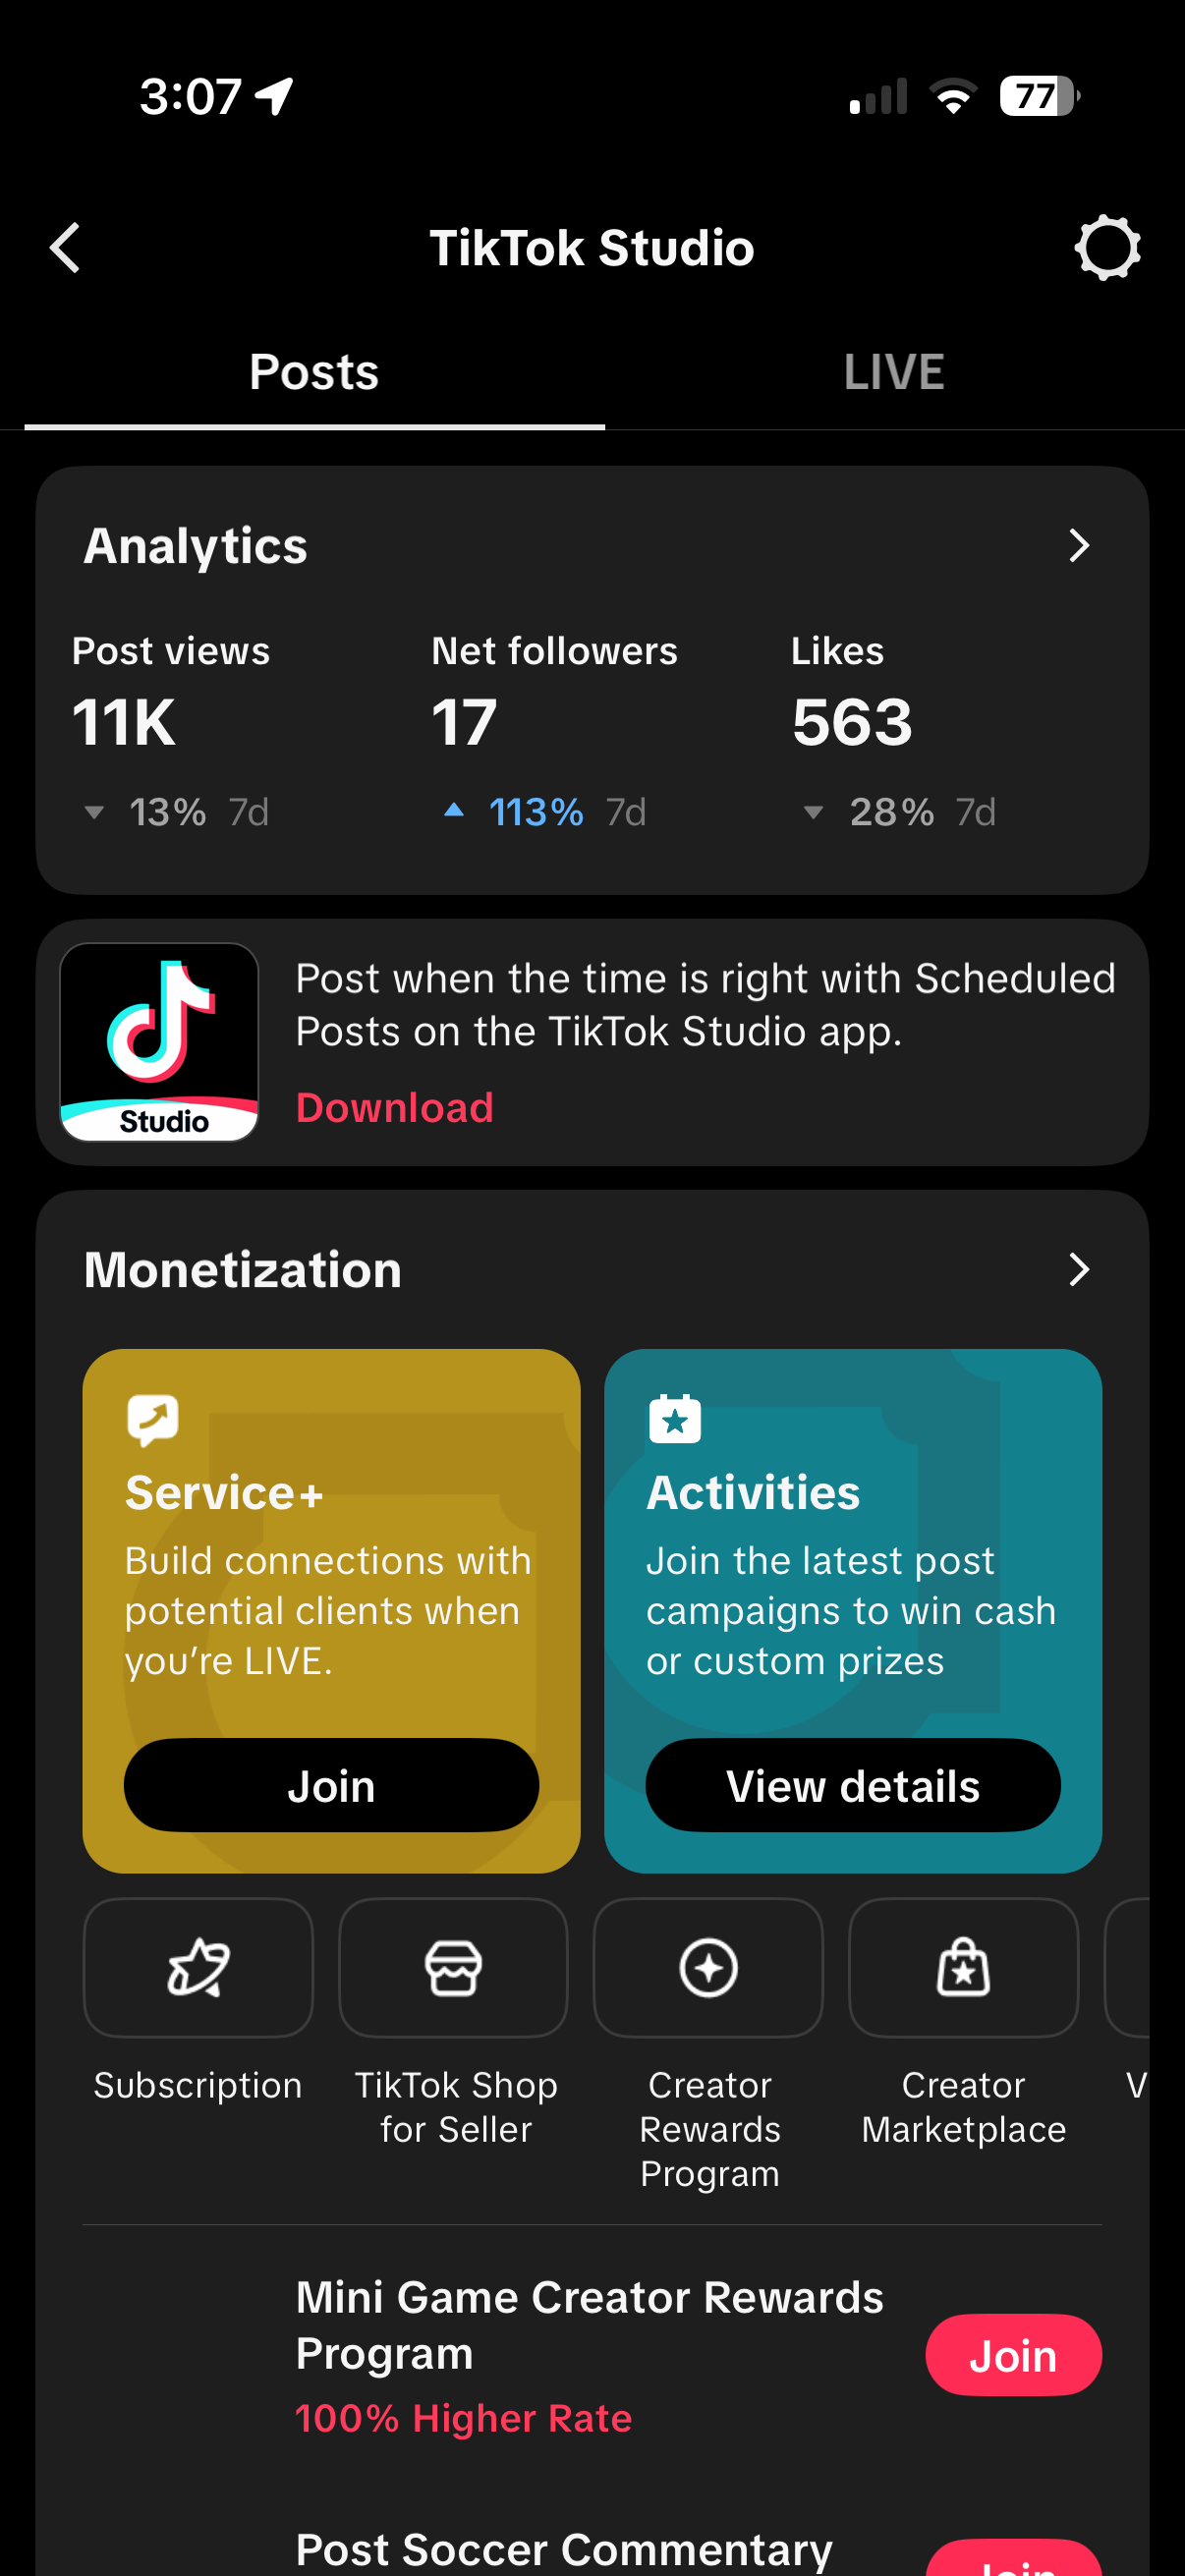 3:07
77
TikTok Studio
Posts
LIVE
Analytics
Post views
Net followers
Likes
11K
17
563
13% 7d
113% 7d
28% 7d
Post when the time is right with Scheduled
Posts on the TikTok Studio app.
Download
Studio
Monetization
Service+
Build connections with
potential clients when
you're LIVE.
Join
Activities
Join the latest post
campaigns to win cash
or custom prizes
View details
Subscription
TikTok Shop
for Seller
Creator
Rewards
Program
Creator
Marketplace
V
Mini Game Creator Rewards
Program
100% Higher Rate
Join
Post Soccer Commentary
Join